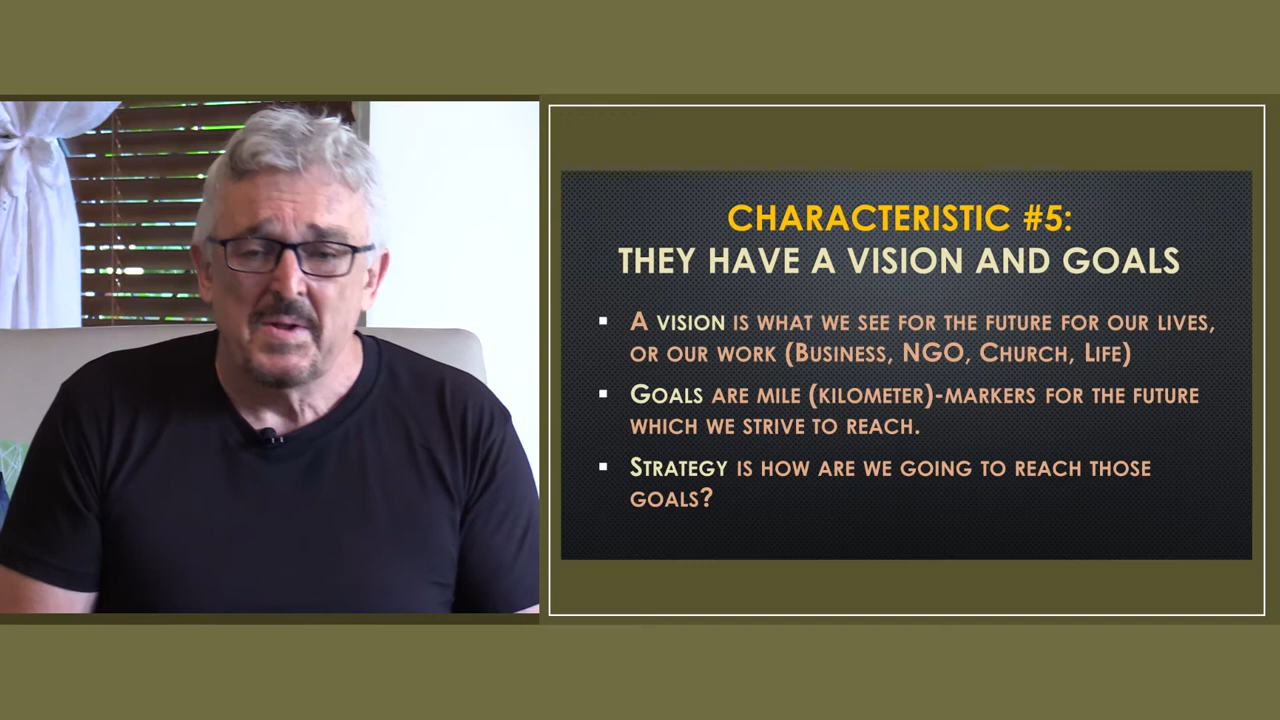 CHARACTERISTIC #5:
THEY HAVE A VISION AND GOALS
▪ A VISION IS WHAT WE SEE FOR THE FUTURE FOR OUR LIVES,
OR OUR WORK (BUSINESS, NGO, CHURCH, LIFE)
▪ GOALS ARE MILE (KILOMETER)-MARKERS FOR THE FUTURE
WHICH WE STRIVE TO REACH.
▪ STRATEGY IS HOW ARE WE GOING TO REACH THOSE
GOALS?